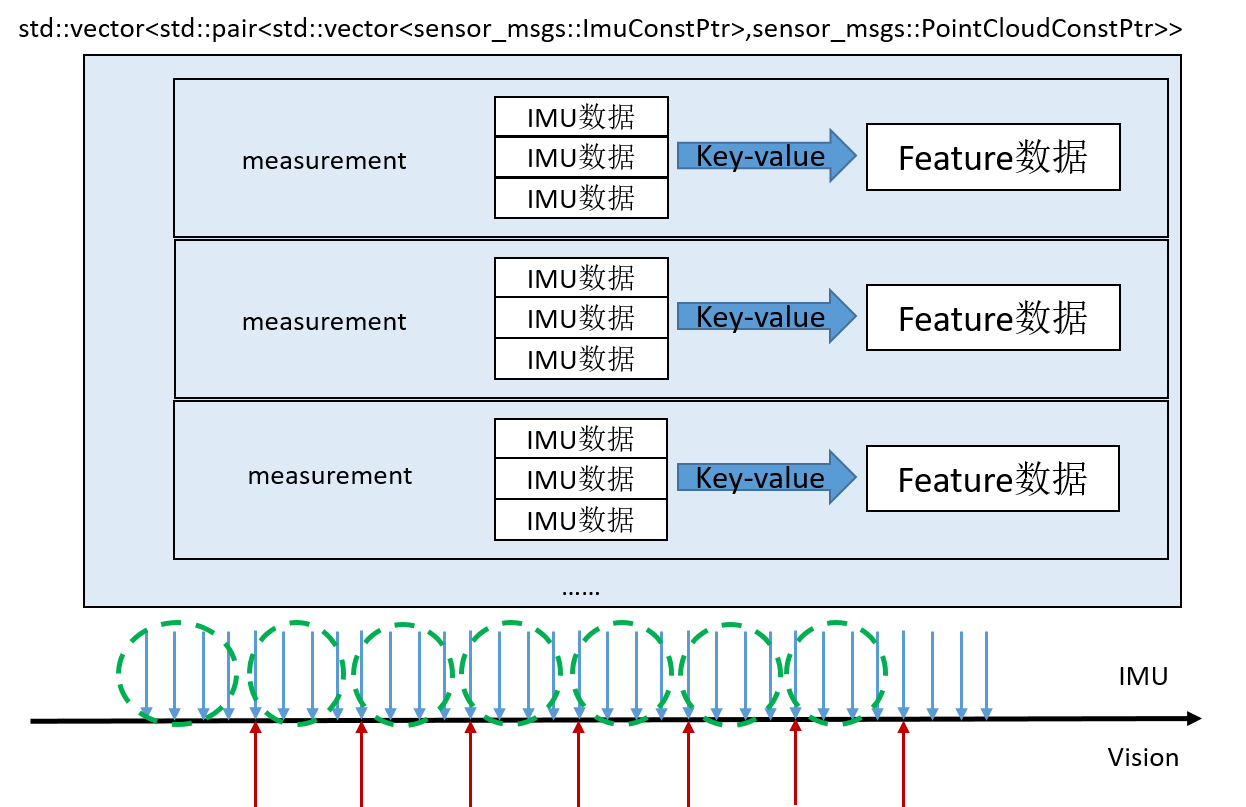 std::vector<std::pair<std::vector<sensor_msgs::ImuConstPtr>,sensor_msgs::PointCloudConstPtr>>
measurement
IMU数据
IMU数据
IMU数据
Key-value
Feature数据
measurement
IMU数据
IMU数据
IMU数据
Key-value
Feature数据
measurement
IMU数据
IMU数据
IMU数据
Key-value
Feature数据
......
IMU
Vision